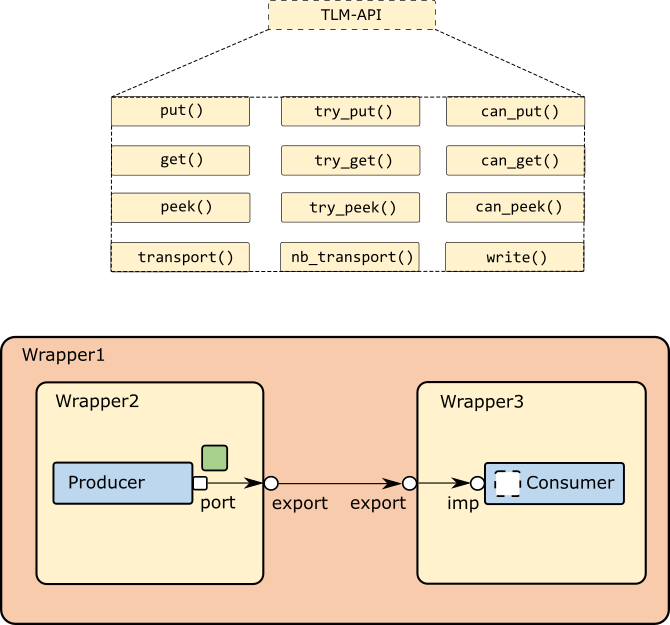 TLM-API
put() try_put() can_put()
get() try_get() can_get()
peek() try_peek() can_peek()
transport() nb_transport() write()
Wrapper1
Wrapper2 Wrapper3
Producer Consumer
port export export imp